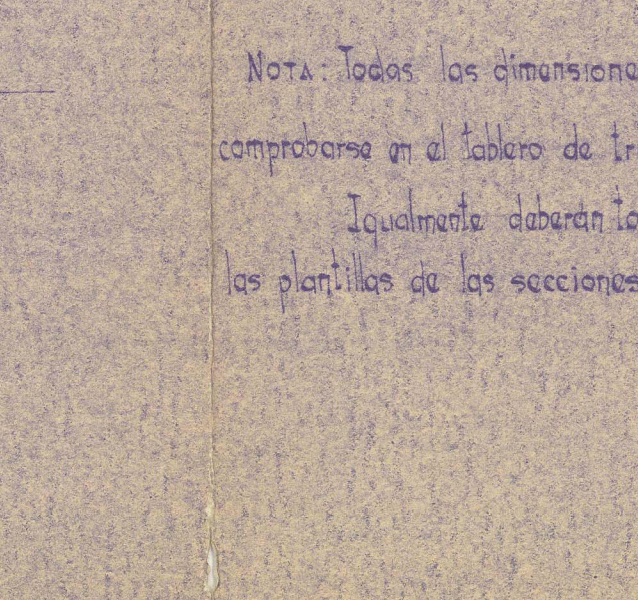 NOTA: Todas las dimensione
comprobarse en el tablero de tr
Igualmente deberán to
las plantillas de las secciones